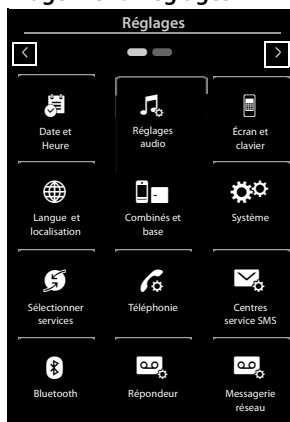 Réglages
Date et
Heure
Réglages
audio
Écran et
clavier
Langue et
localisation
Combinés et
base
Système
Sélectionner
services
Téléphonie
Centres
service SMS
Bluetooth
Répondeur
Messagerie
réseau